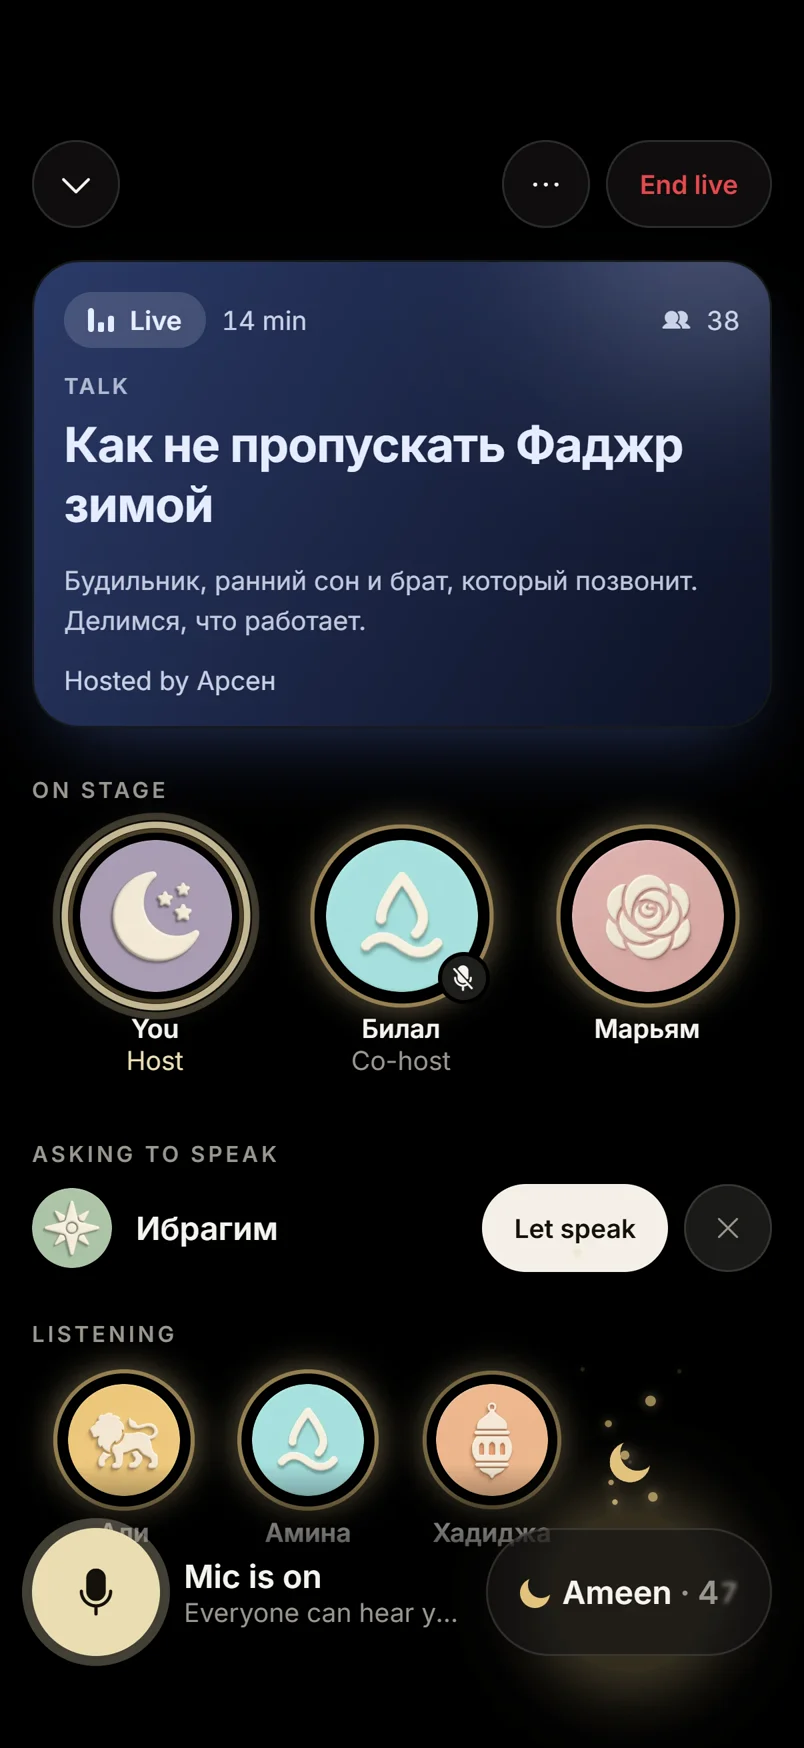 End live
Live
14 min
38
TALK
Как не пропускать Фаджр
зимой
Будильник, ранний сон и брат, который позвонит.
Делимся, что работает.
Hosted by Арсен
ON STAGE
You
Host
Билал
Co-host
Марьям
ASKING TO SPEAK
Ибрагим
Let speak
LISTENING
Али
Амина
Хадиджа
Mic is on
Everyone can hear y...
Ameen · 47